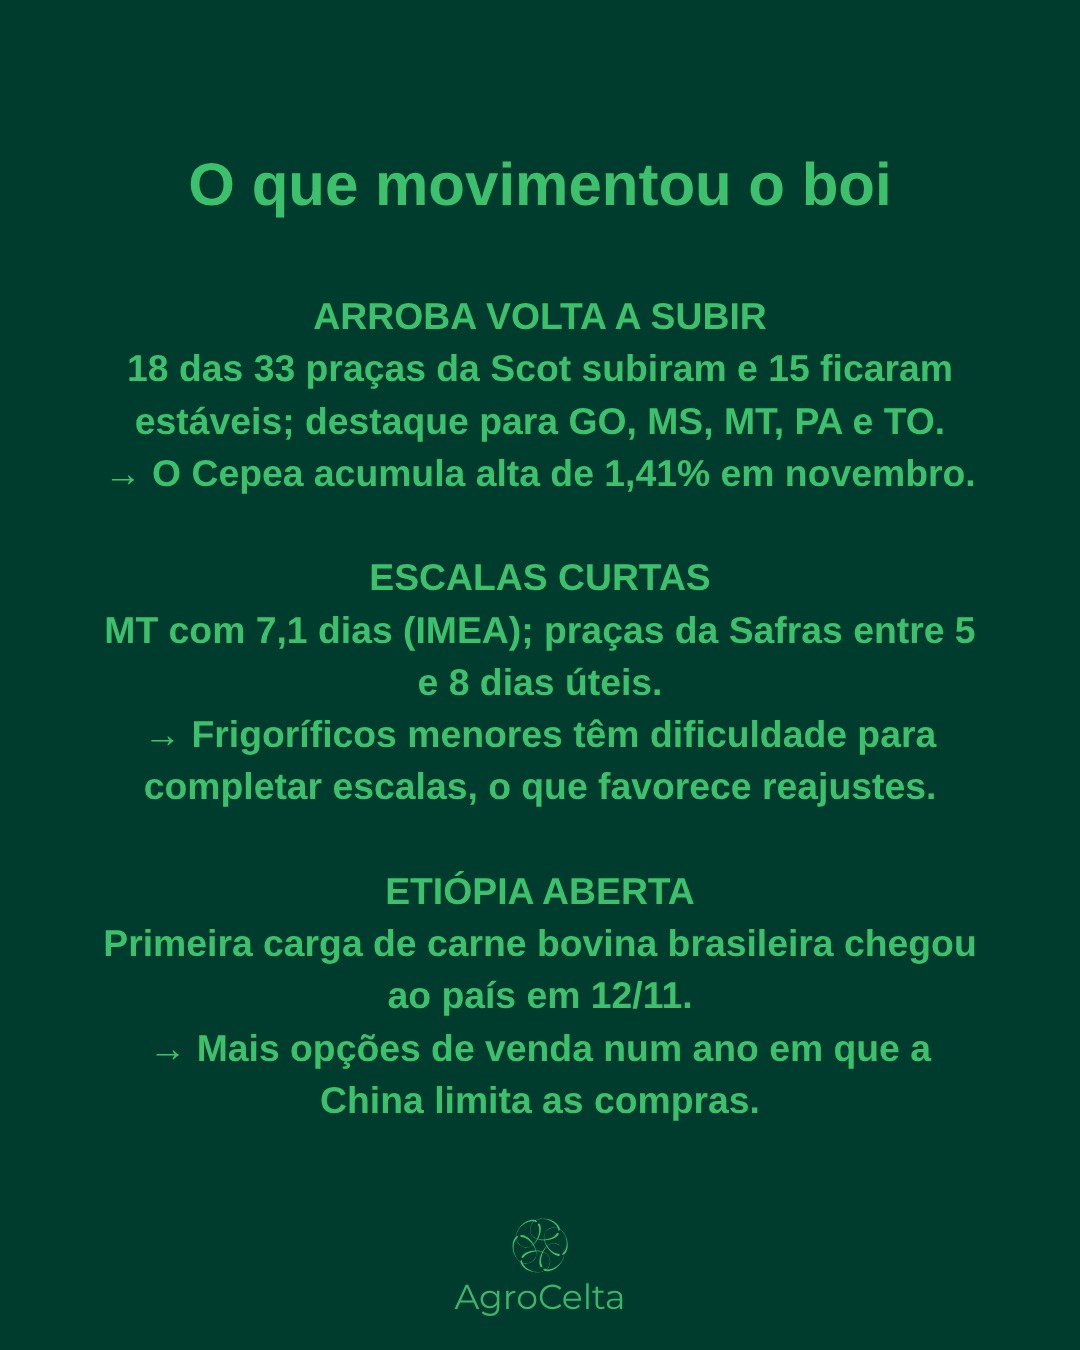 O que movimentou o boi
ARROBA VOLTA A SUBIR
18 das 33 praças da Scot subiram e 15 ficaram
estáveis; destaque para GO, MS, MT, PA e TO.
→ O Cepea acumula alta de 1,41% em novembro.
ESCALAS CURTAS
MT com 7,1 dias (IMEA); praças da Safras entre 5
e 8 dias úteis.
→ Frigoríficos menores têm dificuldade para
completar escalas, o que favorece reajustes.
ETIÓPIA ABERTA
Primeira carga de carne bovina brasileira chegou
ao país em 12/11.
→ Mais opções de venda num ano em que a
China limita as compras.
AgroCelta